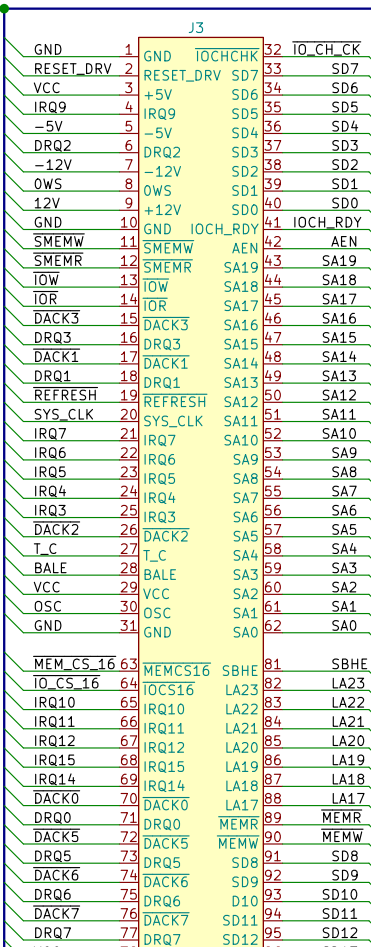 J3
GND 1 GND IOCHCHK 32 IO_CH_CK
RESET_DRV 2 RESET_DRV SD7 33 SD7
VCC 3 +5V SD6 34 SD6
IRQ9 4 IRQ9 SD5 35 SD5
−5V 5 −5V SD4 36 SD4
DRQ2 6 DRQ2 SD3 37 SD3
−12V 7 −12V SD2 38 SD2
0WS 8 0WS SD1 39 SD1
12V 9 +12V SD0 40 SD0
GND 10 GND IOCH_RDY 41 IOCH_RDY
SMEMW 11 SMEMW AEN 42 AEN
SMEMR 12 SMEMR SA19 43 SA19
IOW 13 IOW SA18 44 SA18
IOR 14 IOR SA17 45 SA17
DACK3 15 DACK3 SA16 46 SA16
DRQ3 16 DRQ3 SA15 47 SA15
DACK1 17 DACK1 SA14 48 SA14
DRQ1 18 DRQ1 SA13 49 SA13
REFRESH 19 REFRESH SA12 50 SA12
SYS_CLK 20 SYS_CLK SA11 51 SA11
IRQ7 21 IRQ7 SA10 52 SA10
IRQ6 22 IRQ6 SA9 53 SA9
IRQ5 23 IRQ5 SA8 54 SA8
IRQ4 24 IRQ4 SA7 55 SA7
IRQ3 25 IRQ3 SA6 56 SA6
DACK2 26 DACK2 SA5 57 SA5
T_C 27 T_C SA4 58 SA4
BALE 28 BALE SA3 59 SA3
VCC 29 VCC SA2 60 SA2
OSC 30 OSC SA1 61 SA1
GND 31 GND SA0 62 SA0
MEM_CS_16 63 MEMCS16 SBHE 81 SBHE
IO_CS_16 64 IOCS16 LA23 82 LA23
IRQ10 65 IRQ10 LA22 83 LA22
IRQ11 66 IRQ11 LA21 84 LA21
IRQ12 67 IRQ12 LA20 85 LA20
IRQ15 68 IRQ15 LA19 86 LA19
IRQ14 69 IRQ14 LA18 87 LA18
DACK0 70 DACK0 LA17 88 LA17
DRQ0 71 DRQ0 MEMR 89 MEMR
DACK5 72 DACK5 MEMW 90 MEMW
DRQ5 73 DRQ5 SD8 91 SD8
DACK6 74 DACK6 SD9 92 SD9
DRQ6 75 DRQ6 D10 93 SD10
DACK7 76 DACK7 SD11 94 SD11
DRQ7 77 DRQ7 SD12 95 SD12